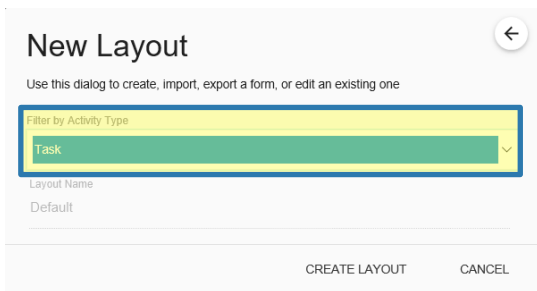 New Layout
Use this dialog to create, import, export a form, or edit an existing one
Filter by Activity Type
Task
Layout Name
Default
CREATE LAYOUT CANCEL